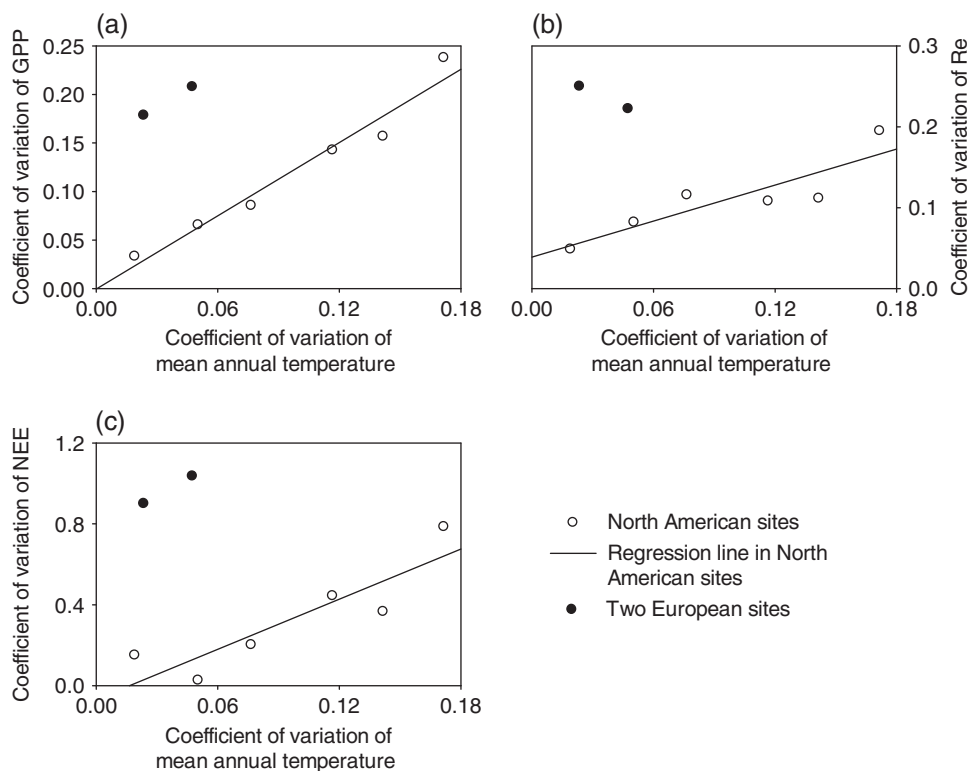 (a)
Coefficient of variation of GPP
0.25
0.20
0.15
0.10
0.05
0.00
0.00 0.06 0.12 0.18
Coefficient of variation of
mean annual temperature
(b)
Coefficient of variation of Re
0.3
0.2
0.1
0.0
0.00 0.06 0.12 0.18
Coefficient of variation of
mean annual temperature
(c)
Coefficient of variation of NEE
1.2
0.8
0.4
0.0
0.00 0.06 0.12 0.18
Coefficient of variation of
mean annual temperature
North American sites
Regression line in North
American sites
Two European sites